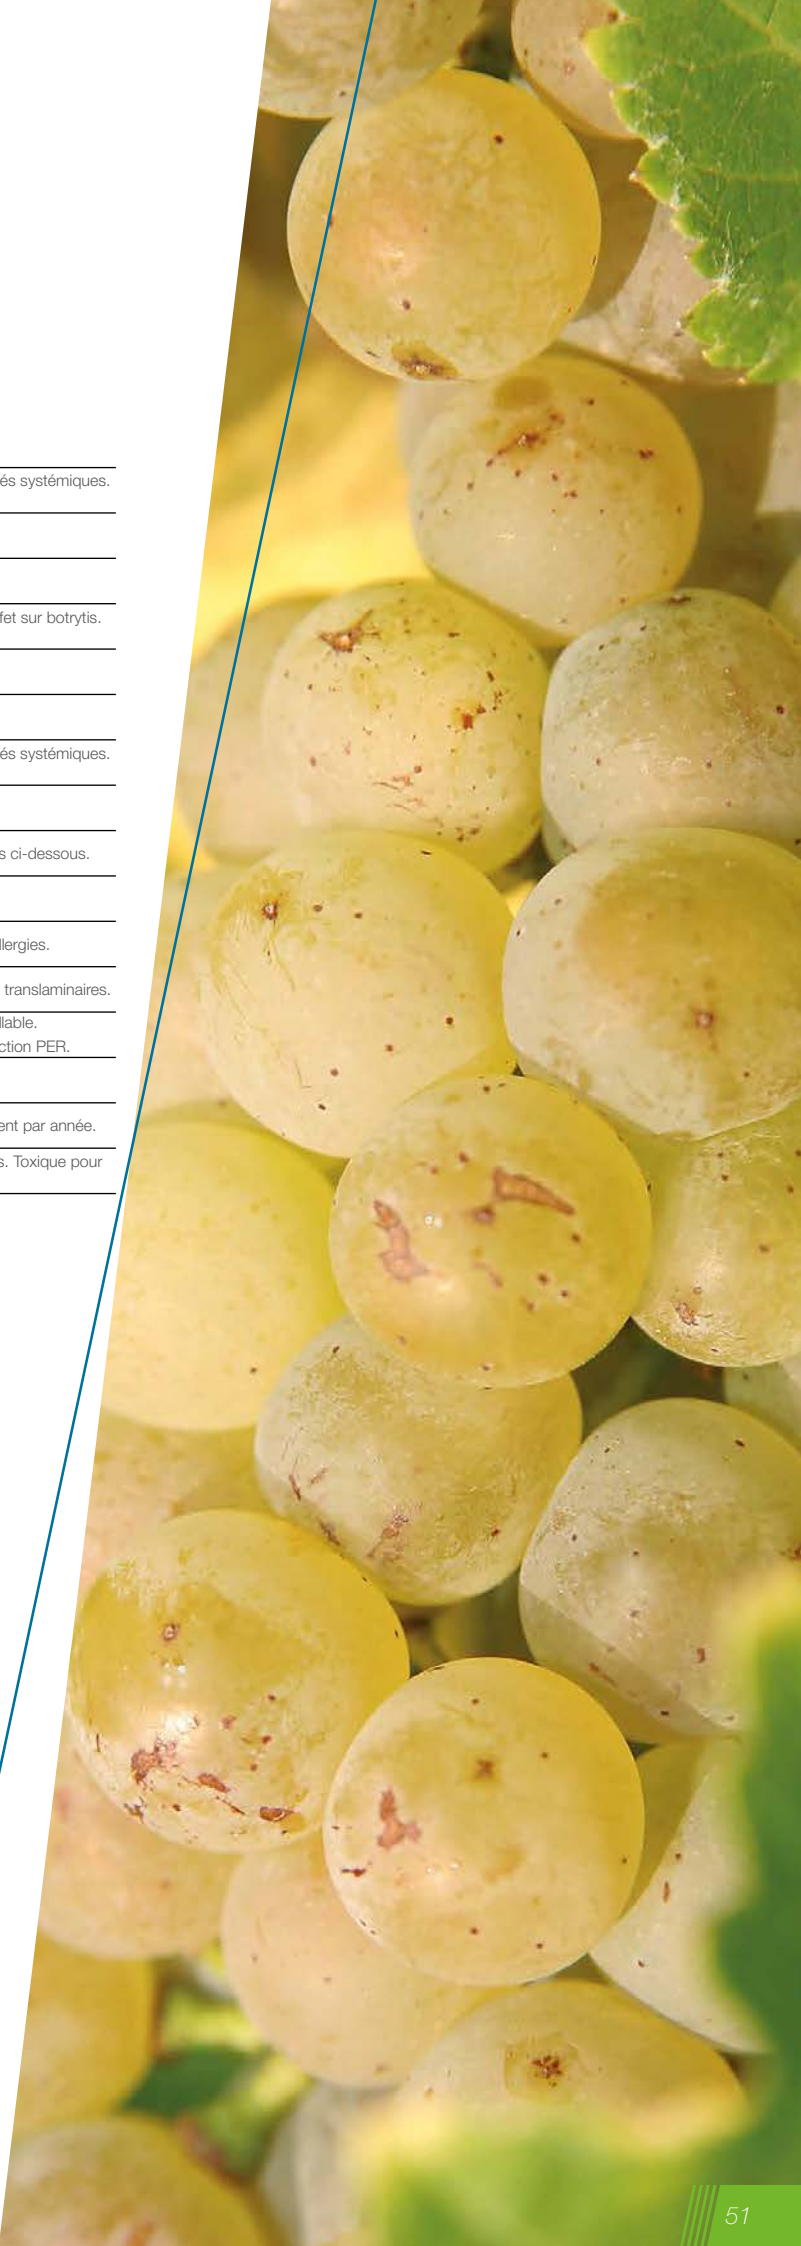 és systémiques.
fet sur botrytis.
és systémiques.
s ci-dessous.
llergies.
translaminaires.
llable.
ction PER.
ent par année.
s. Toxique pour
51